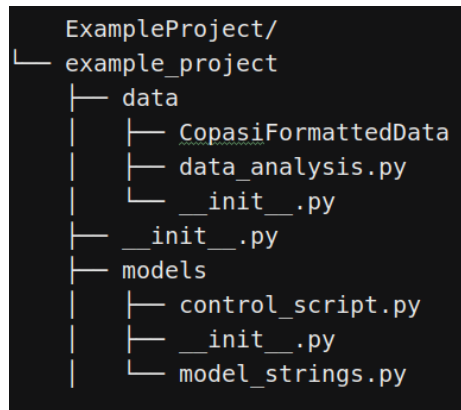 ExampleProject/
└── example_project
    ├── data
    │   ├── CopasiFormattedData
    │   ├── data_analysis.py
    │   └── __init__.py
    ├── __init__.py
    ├── models
    │   ├── control_script.py
    │   ├── __init__.py
    │   └── model_strings.py